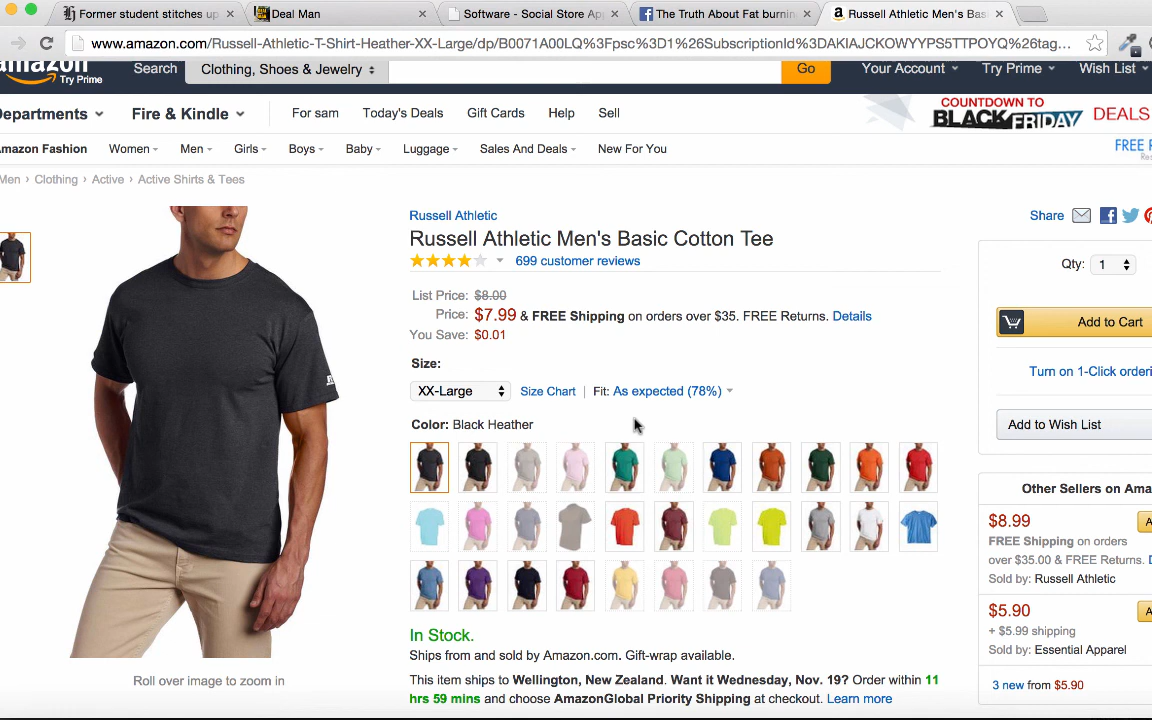 Former student stitches up
Deal Man
Software - Social Store App
The Truth About Fat burnin
Russell Athletic Men's Bas
www.amazon.com/Russell-Athletic-T-Shirt-Heather-XX-Large/dp/B0071A00LQ%3Fpsc%3D1%26SubscriptionId%3DAKIAJCKOWYYPS5TTPOYQ%26tag...
amazon Try Prime
Search Clothing, Shoes & Jewelry Go Your Account Try Prime Wish List
Departments Fire & Kindle For sam Today's Deals Gift Cards Help Sell
COUNTDOWN TO
BLACK FRIDAY DEALS
Amazon Fashion Women Men Girls Boys Baby Luggage Sales And Deals New For You
FREE
Men › Clothing › Active › Active Shirts & Tees
Russell Athletic
Share
Russell Athletic Men's Basic Cotton Tee
699 customer reviews
Qty: 1
List Price: $8.00
Price: $7.99 & FREE Shipping on orders over $35. FREE Returns. Details
You Save: $0.01
Add to Cart
Size:
Turn on 1-Click orderi
XX-Large Size Chart | Fit: As expected (78%)
Add to Wish List
Color: Black Heather
Other Sellers on Ama
$8.99
FREE Shipping on orders
over $35.00 & FREE Returns.
Sold by: Russell Athletic
$5.90
+ $5.99 shipping
Sold by: Essential Apparel
3 new from $5.90
In Stock.
Ships from and sold by Amazon.com. Gift-wrap available.
Roll over image to zoom in
This item ships to Wellington, New Zealand. Want it Wednesday, Nov. 19? Order within 11
hrs 59 mins and choose AmazonGlobal Priority Shipping at checkout. Learn more